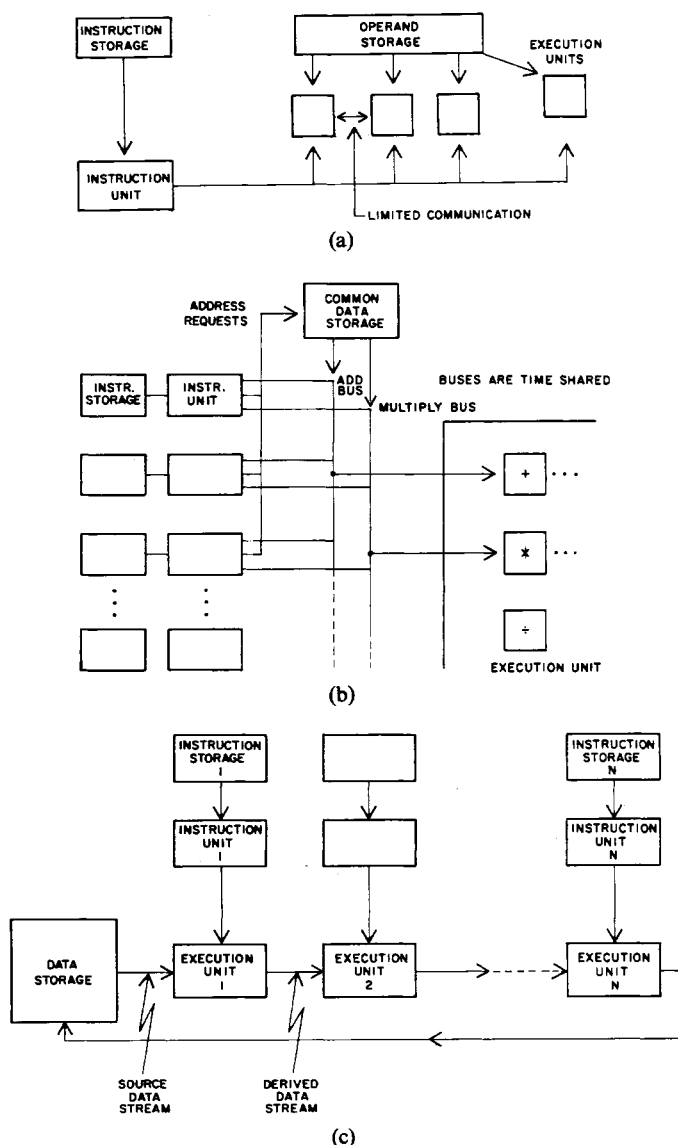 INSTRUCTION
STORAGE
OPERAND
STORAGE
EXECUTION
UNITS
INSTRUCTION
UNIT
LIMITED COMMUNICATION
(a)
ADDRESS
REQUESTS
COMMON
DATA
STORAGE
INSTR.
STORAGE
INSTR.
UNIT
ADD
BUS
MULTIPLY BUS
BUSES ARE TIME SHARED
+ ...
* ...
÷
EXECUTION UNIT
(b)
INSTRUCTION
STORAGE
1
INSTRUCTION
STORAGE
N
INSTRUCTION
UNIT
1
INSTRUCTION
UNIT
N
DATA
STORAGE
EXECUTION
UNIT
1
EXECUTION
UNIT
2
EXECUTION
UNIT
N
SOURCE
DATA
STREAM
DERIVED
DATA
STREAM
(c)